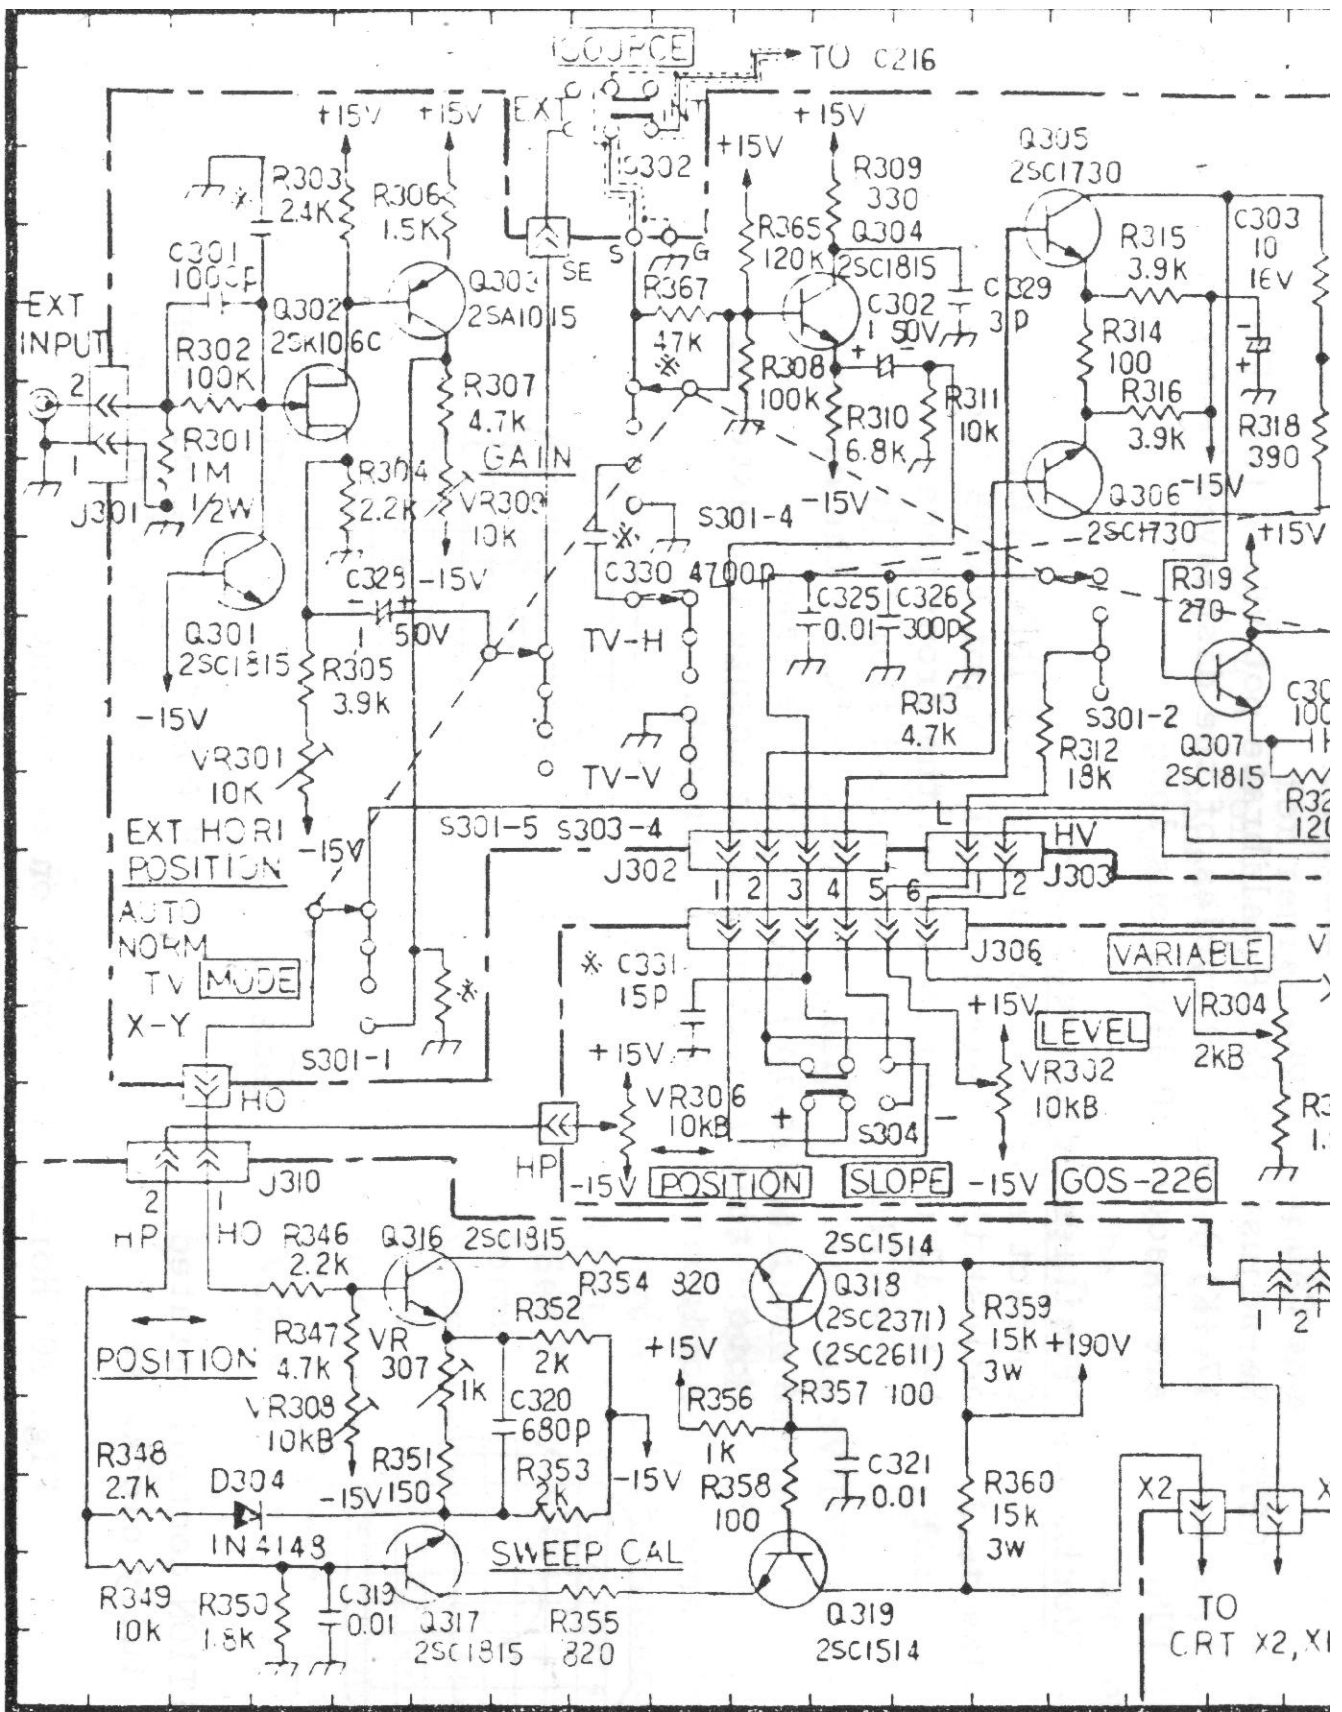 SOURCE
TO C216
EXT
+15V
+15V
+15V
+15V
S302
SE
S
G
R303
2.4K
R306
1.5K
C301
1000p
EXT
INPUT
2
1
J301
R302
100K
R301
1M
1/2W
Q302
2SK106C
Q303
2SA1015
R307
4.7K
GAIN
VR309
10K
-15V
R304
2.2K
Q301
2SC1815
-15V
C328
1
50V
R305
3.9K
VR301
10K
-15V
EXT HORI
POSITION
R365
120K
R367
47K
※
R309
330
Q304
2SC1815
C302
1 50V
C329
R308
100K
R310
6.8K
R311
10K
-15V
Q305
2SC1730
R315
3.9K
R314
100
R316
3.9K
C303
10
16V
R318
390
-15V
Q306
2SC1730
+15V
R319
270
Q307
2SC1815
S301-4
※
C330 4700p
TV-H
TV-V
C325
0.01
C326
300p
R313
4.7K
S301-2
R312
18K
S301-5
S303-4
L
HV
J302
J303
1
2
3
4
5
6
1
2
J306
AUTO
NORM
TV
X-Y
MODE
※
S301-1
HO
※ C331
15p
+15V
VR306
10KB
-15V
HP
POSITION
+
-
S304
SLOPE
+15V
LEVEL
VR302
10KB
-15V
VARIABLE
VR304
2KB
GOS-226
J310
2
1
HP
HO
R346
2.2K
Q316
2SC1815
R354
820
2SC1514
Q318
(2SC2371)
(2SC2611)
R347
4.7K
VR
307
1K
R352
2K
POSITION
VR308
10KB
-15V
C320
680p
R351
150
R353
2K
-15V
+15V
R356
1K
R357
100
R358
100
C321
0.01
R359
15K
3W
+190V
R360
15K
3W
1
2
X2
TO
CRT X2, X1
R348
2.7K
D304
1N4148
R349
10K
R350
1.8K
C319
0.01
Q317
2SC1815
SWEEP CAL
R355
820
Q319
2SC1514